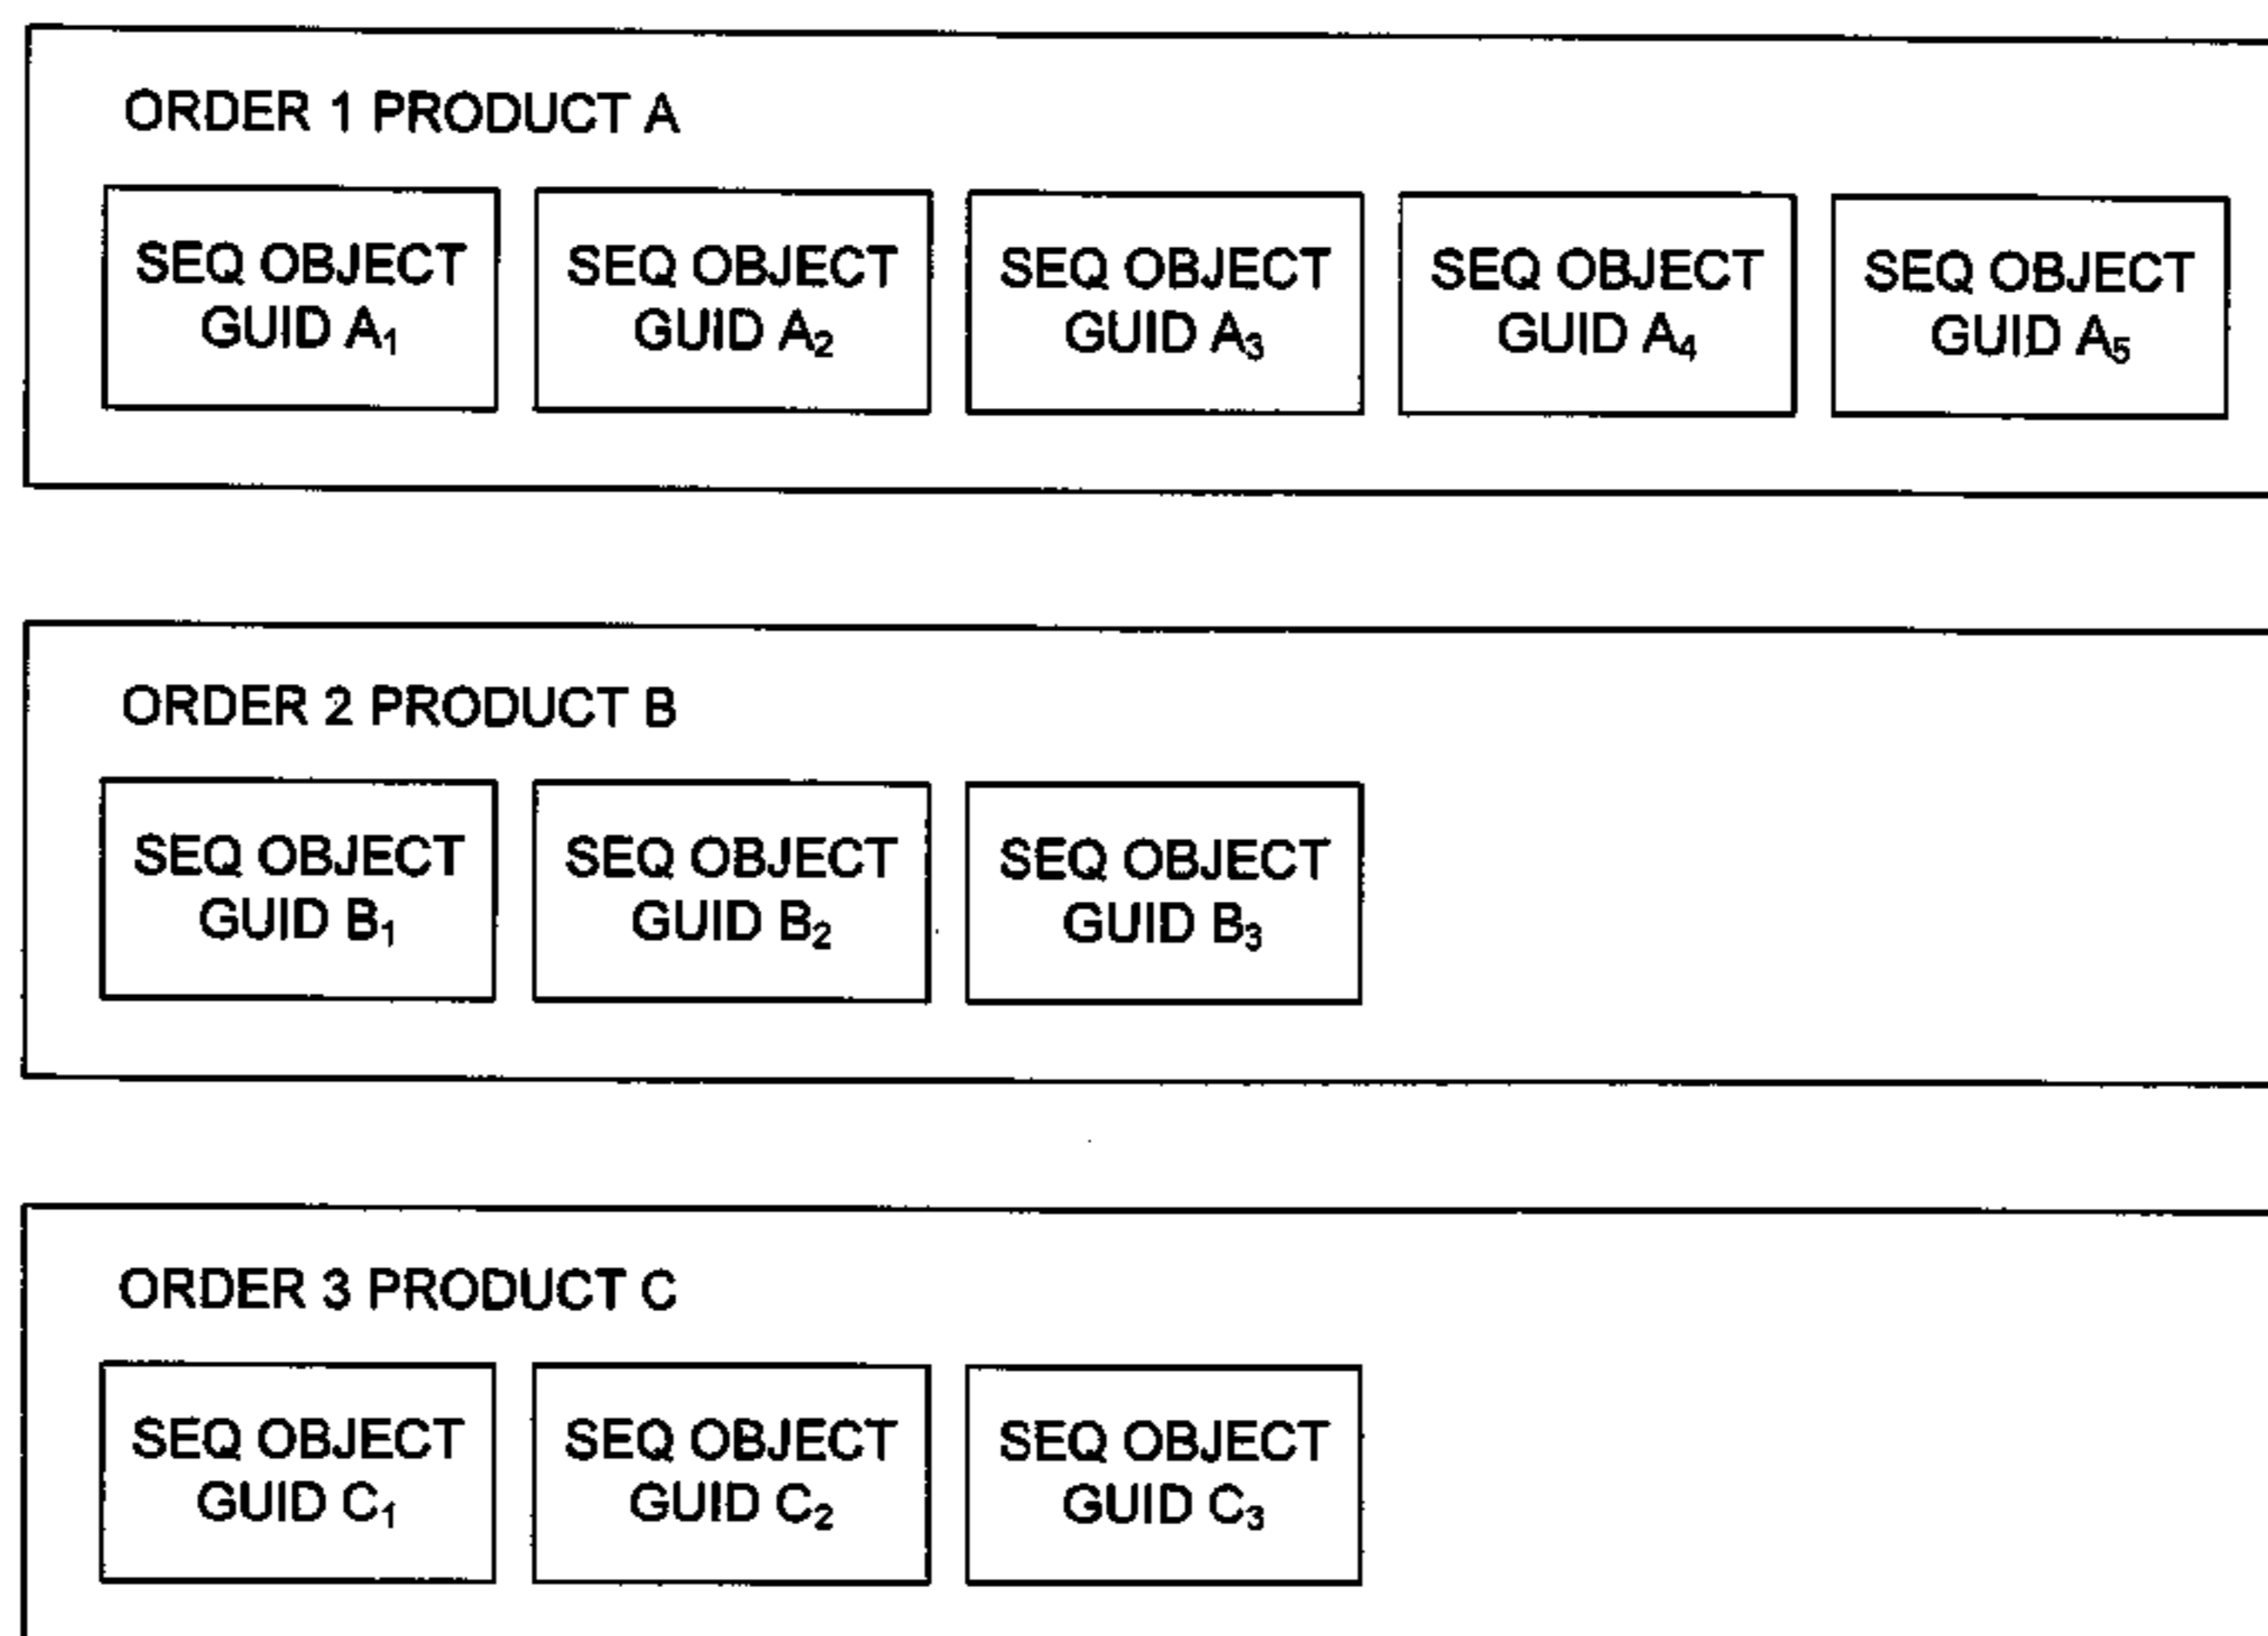 ORDER 1 PRODUCT A
SEQ OBJECT
GUID A₁
SEQ OBJECT
GUID A₂
SEQ OBJECT
GUID A₃
SEQ OBJECT
GUID A₄
SEQ OBJECT
GUID A₅
ORDER 2 PRODUCT B
SEQ OBJECT
GUID B₁
SEQ OBJECT
GUID B₂
SEQ OBJECT
GUID B₃
ORDER 3 PRODUCT C
SEQ OBJECT
GUID C₁
SEQ OBJECT
GUID C₂
SEQ OBJECT
GUID C₃